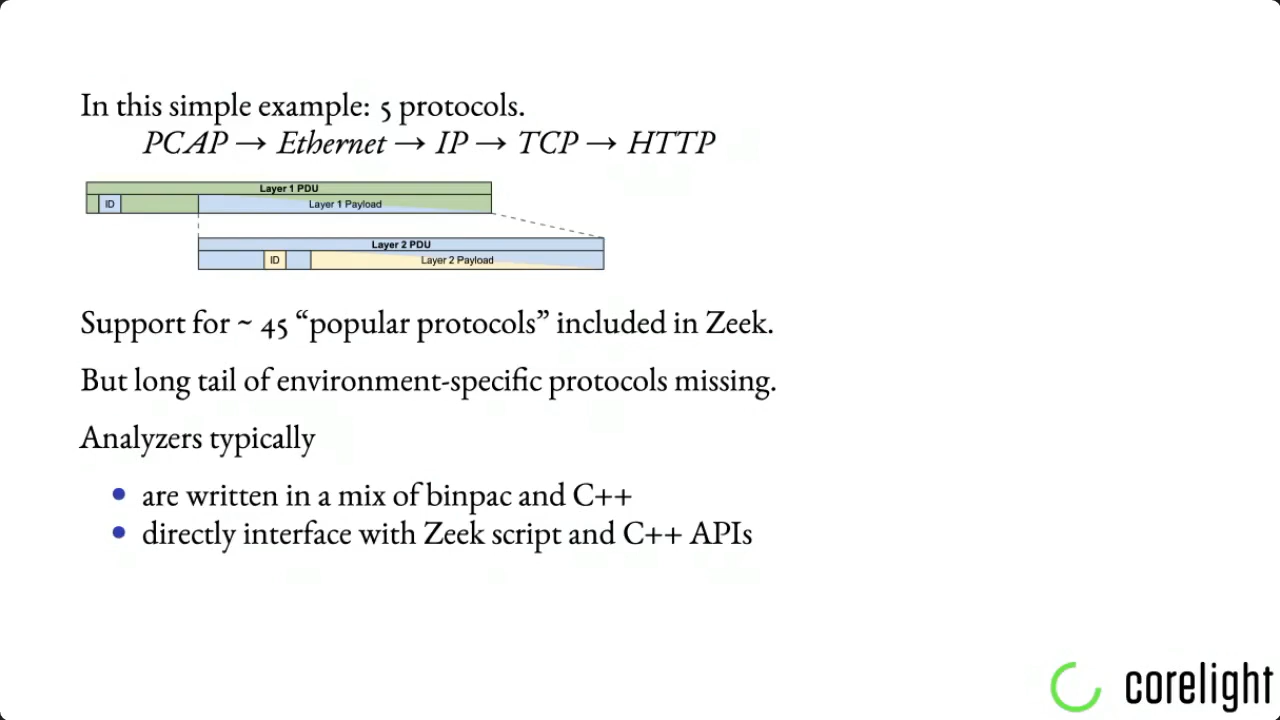 In this simple example: 5 protocols.
PCAP → Ethernet → IP → TCP → HTTP
Layer 1 PDU
ID
Layer 1 Payload
Layer 2 PDU
ID
Layer 2 Payload
Support for ~ 45 “popular protocols” included in Zeek.
But long tail of environment-specific protocols missing.
Analyzers typically
• are written in a mix of binpac and C++
• directly interface with Zeek script and C++ APIs
corelight